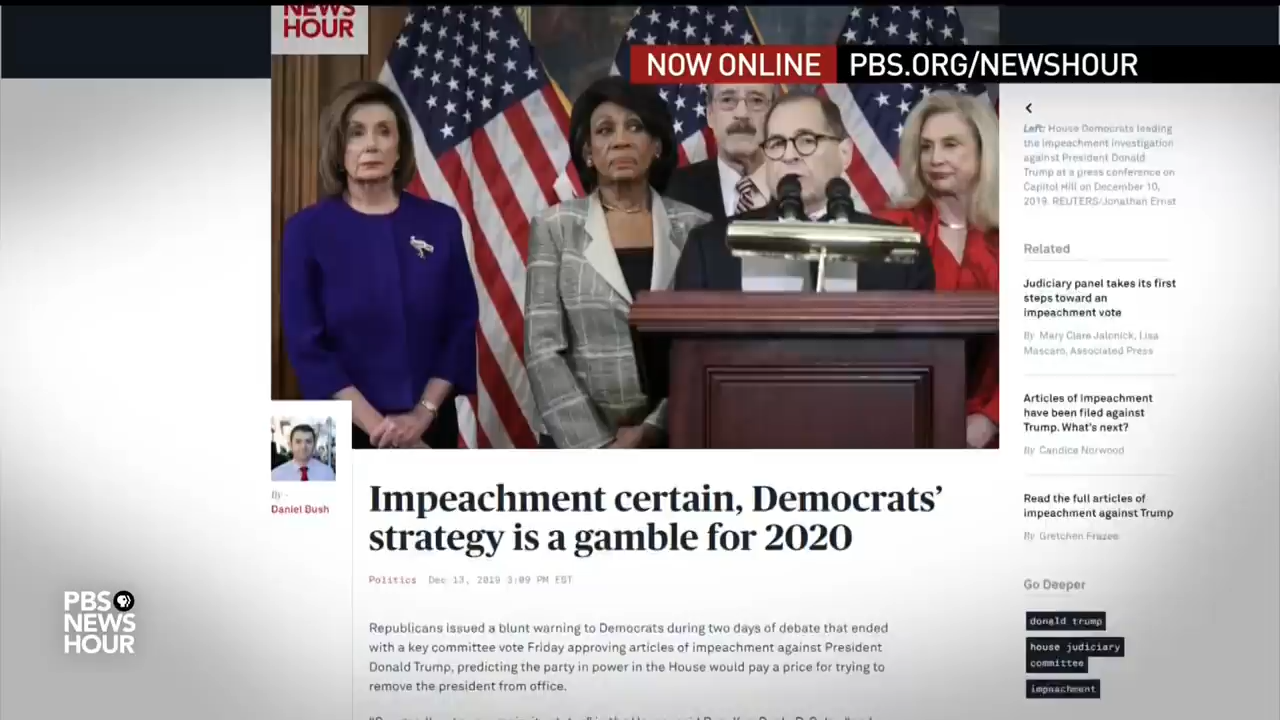 NEWS
HOUR
NOW ONLINE PBS.ORG/NEWSHOUR
Left: House Democrats leading
the impeachment investigation
against President Donald
Trump at a press conference on
Capitol Hill on December 10,
2019. REUTERS/Jonathan Ernst
Related
Judiciary panel takes its first
steps toward an
impeachment vote
By Mary Clare Jalonick, Lisa
Mascaro, Associated Press
Articles of impeachment
have been filed against
Trump. What's next?
By Candice Norwood
Read the full articles of
impeachment against Trump
By Gretchen Frazee
Go Deeper
donald trump
house judiciary
committee
impeachment
By -
Daniel Bush
Impeachment certain, Democrats’
strategy is a gamble for 2020
Politics Dec 13, 2019 3:09 PM EST
Republicans issued a blunt warning to Democrats during two days of debate that ended
with a key committee vote Friday approving articles of impeachment against President
Donald Trump, predicting the party in power in the House would pay a price for trying to
remove the president from office.
PBS
NEWS
HOUR